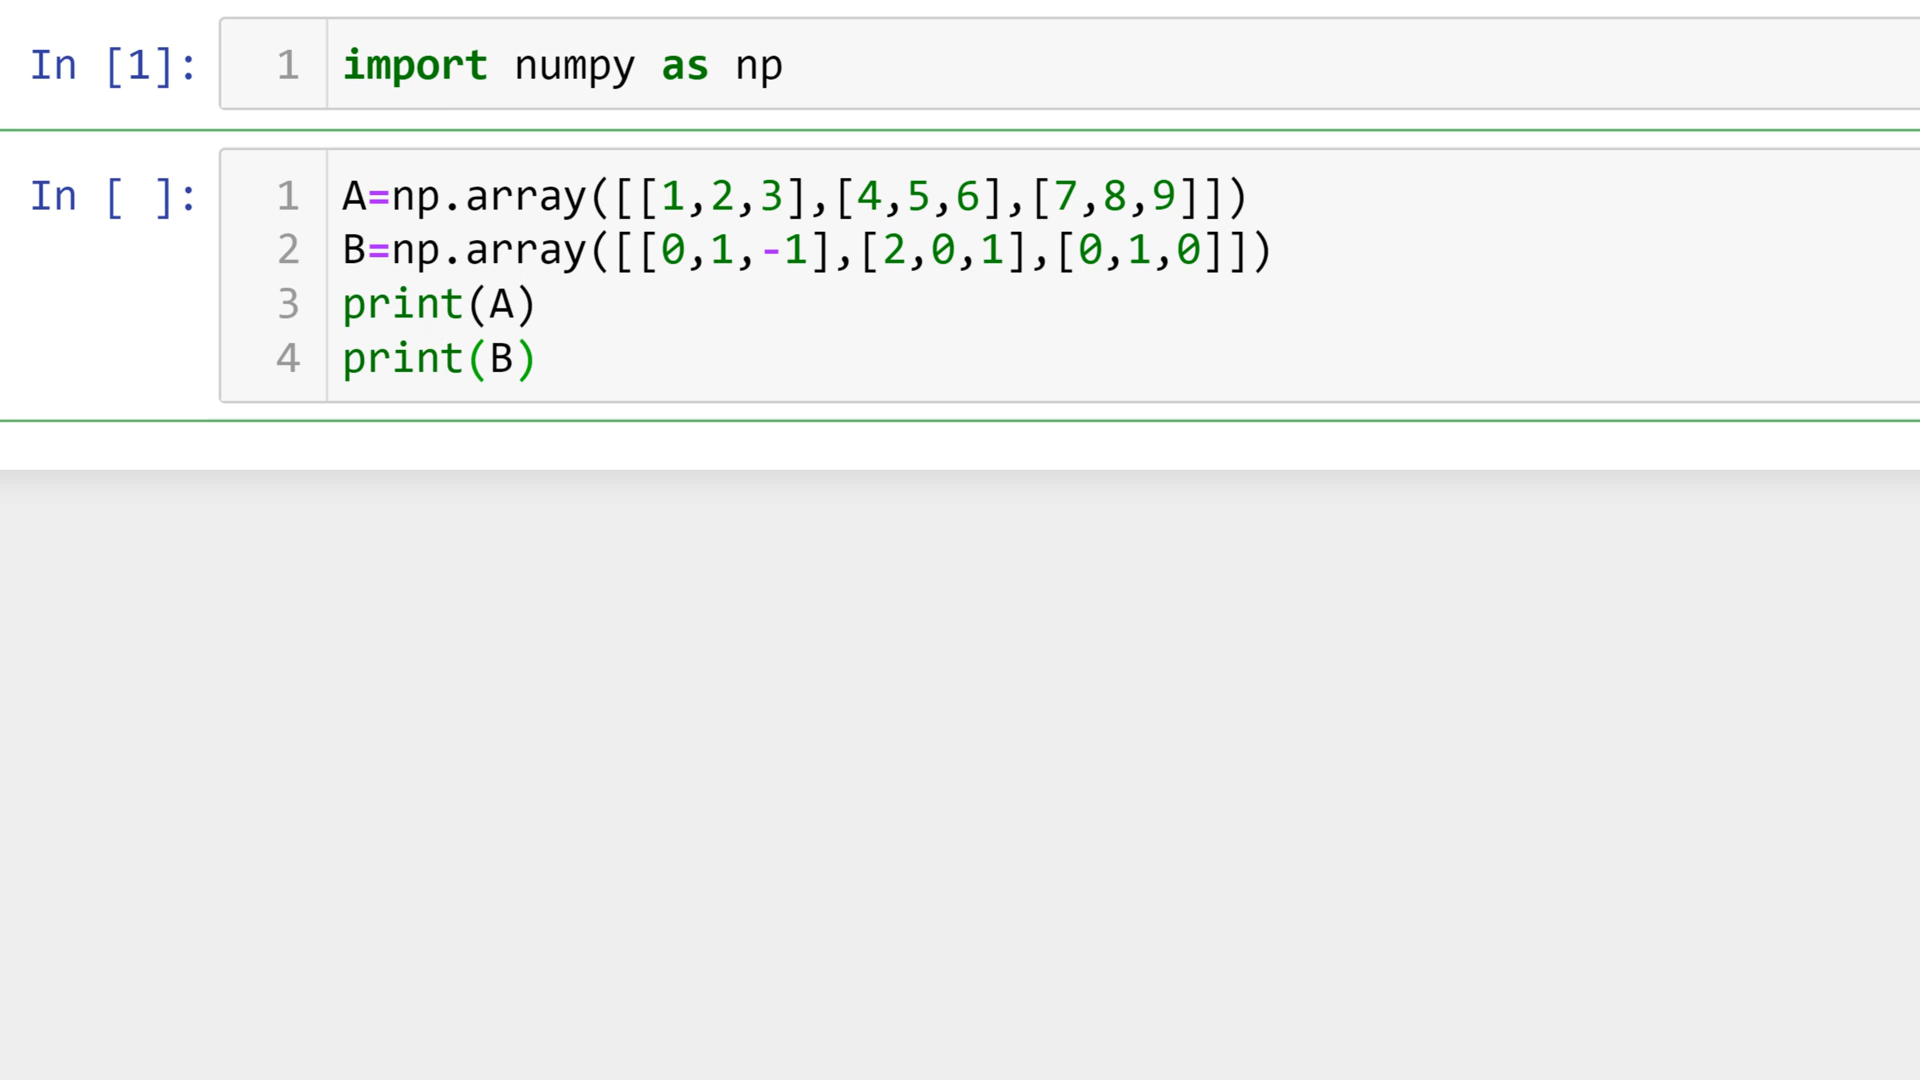 In [1]: 1 import numpy as np
In [ ]: 1 A=np.array([[1,2,3],[4,5,6],[7,8,9]])
2 B=np.array([[0,1,-1],[2,0,1],[0,1,0]])
3 print(A)
4 print(B)